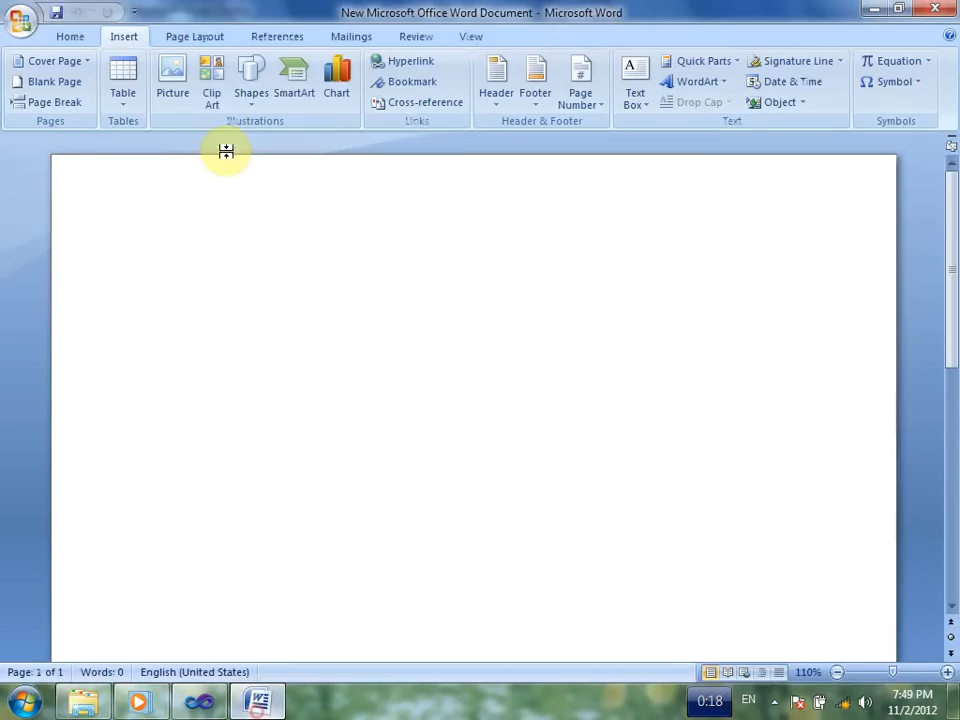 New Microsoft Office Word Document - Microsoft Word
Home Insert Page Layout References Mailings Review View
Cover Page Blank Page Page Break
Pages
Table
Tables
Picture Clip Art Shapes SmartArt Chart
Illustrations
Hyperlink Bookmark Cross-reference
Links
Header Footer Page Number
Header & Footer
Text Box Quick Parts WordArt Drop Cap Signature Line Date & Time Object
Text
Equation Symbol
Symbols
Page: 1 of 1 Words: 0 English (United States) 110%
0:18 EN 7:49 PM
11/2/2012